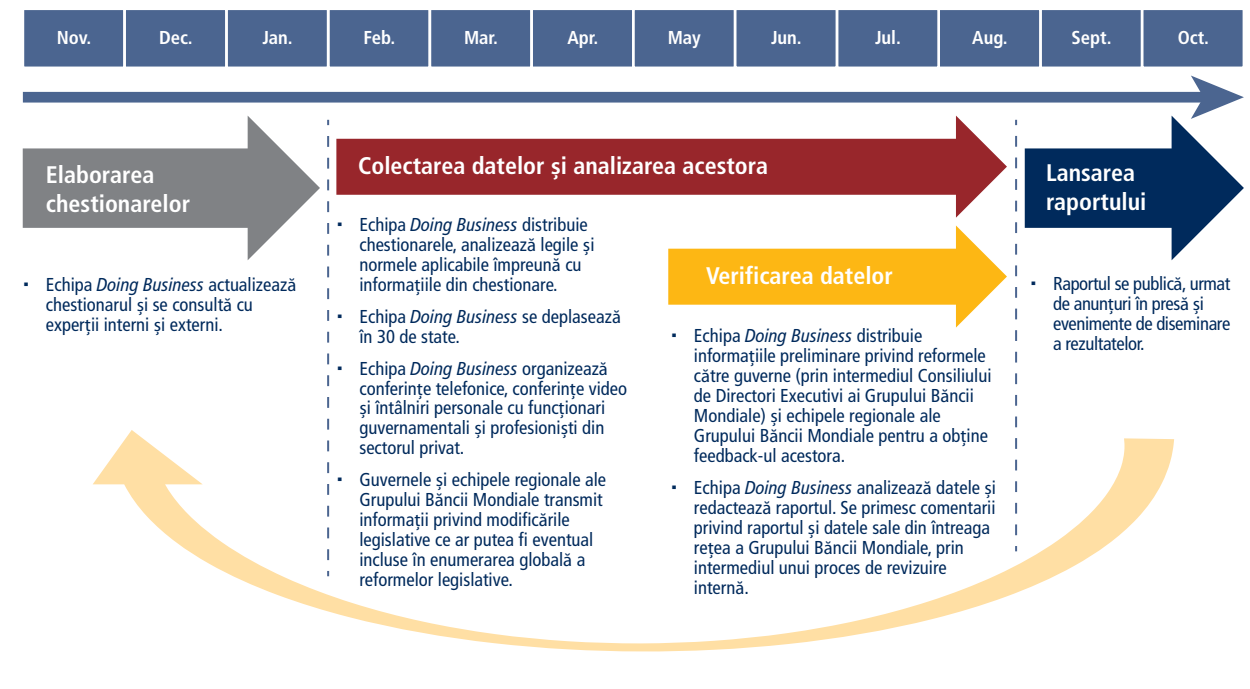 Nov. Dec. Jan. Feb. Mar. Apr. May Jun. Jul. Aug. Sept. Oct.
Elaborarea
chestionarelor
▪ Echipa Doing Business actualizează
chestionarul și se consultă cu
experții interni și externi.
Colectarea datelor și analizarea acestora
▪ Echipa Doing Business distribuie
chestionarele, analizează legile și
normele aplicabile împreună cu
informațiile din chestionare.
▪ Echipa Doing Business se deplasează
în 30 de state.
▪ Echipa Doing Business organizează
conferințe telefonice, conferințe video
și întâlniri personale cu funcționari
guvernamentali și profesioniști din
sectorul privat.
▪ Guvernele și echipele regionale ale
Grupului Băncii Mondiale transmit
informații privind modificările
legislative ce ar putea fi eventual
incluse în enumerarea globală a
reformelor legislative.
Verificarea datelor
▪ Echipa Doing Business distribuie
informațiile preliminare privind reformele
către guverne (prin intermediul Consiliului
de Directori Executivi ai Grupului Băncii
Mondiale) și echipele regionale ale
Grupului Băncii Mondiale pentru a obține
feedback-ul acestora.
▪ Echipa Doing Business analizează datele și
redactează raportul. Se primesc comentarii
privind raportul și datele sale din întreaga
rețea a Grupului Băncii Mondiale, prin
intermediul unui proces de revizuire
internă.
Lansarea
raportului
▪ Raportul se publică, urmat
de anunțuri în presă și
evenimente de diseminare
a rezultatelor.